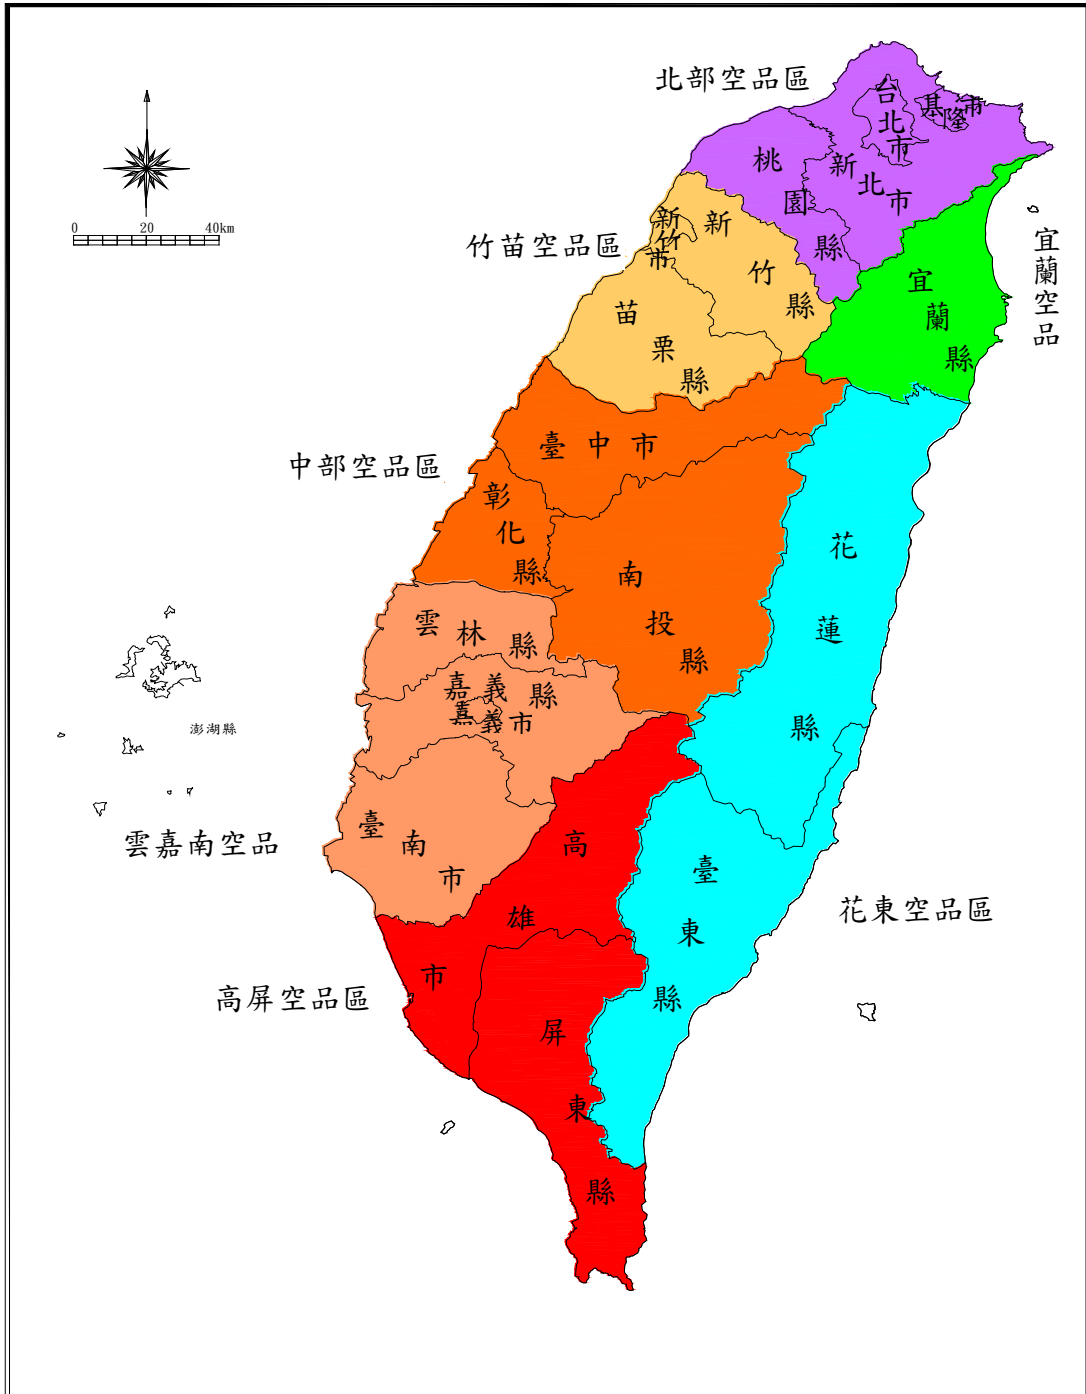 北部空品區
台北市
基隆市
桃園縣
新北市
0 20 40km
竹苗空品區
新竹市
新竹縣
宜蘭空品
宜蘭縣
苗栗縣
中部空品區
臺中市
彰化縣
南投縣
花蓮縣
雲林縣
嘉義縣
嘉義市
澎湖縣
雲嘉南空品
臺南市
高雄市
臺東縣
花東空品區
高屏空品區
屏東縣